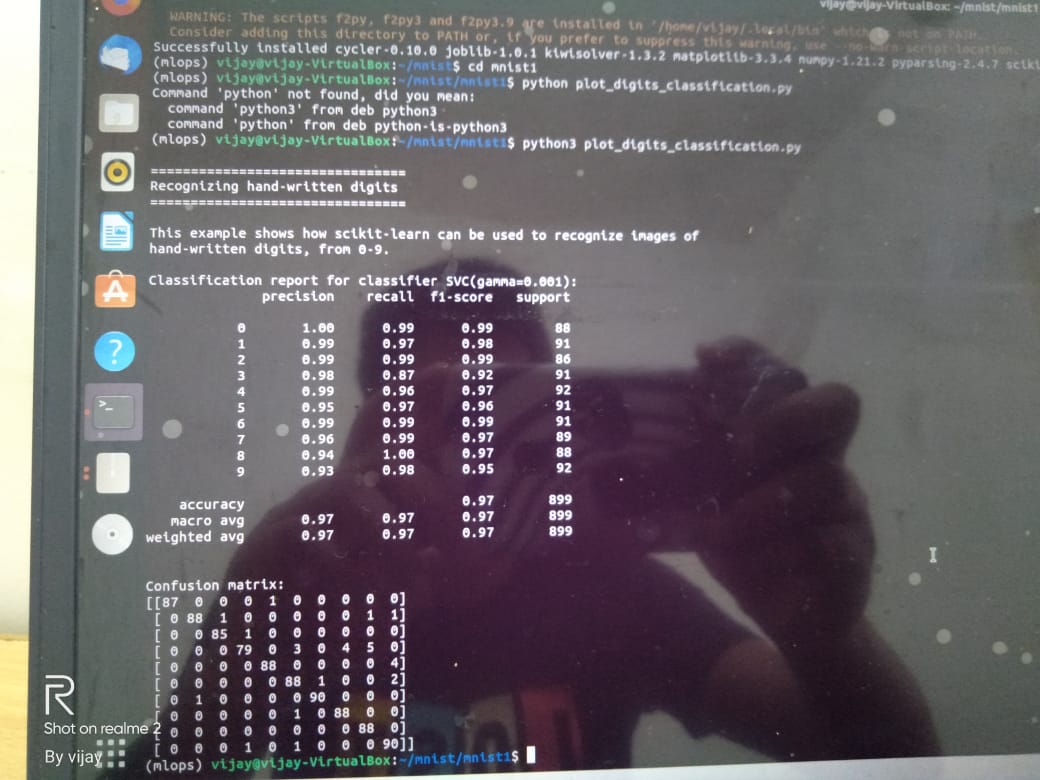 vijay@vijay-VirtualBox: ~/mnist/mnist1
WARNING: The scripts f2py, f2py3 and f2py3.9 are installed in '/home/vijay/.local/bin' which is not on PATH.
Consider adding this directory to PATH or, if you prefer to suppress this warning, use --no-warn-script-location.
Successfully installed cycler-0.10.0 joblib-1.0.1 kiwisolver-1.3.2 matplotlib-3.3.4 numpy-1.21.2 pyparsing-2.4.7
(mlops) vijay@vijay-VirtualBox:~/mnist$ cd mnist1
(mlops) vijay@vijay-VirtualBox:~/mnist/mnist1$ python plot_digits_classification.py
Command 'python' not found, did you mean:
command 'python3' from deb python3
command 'python' from deb python-is-python3
(mlops) vijay@vijay-VirtualBox:~/mnist/mnist1$ python3 plot_digits_classification.py
================================
Recognizing hand-written digits
================================
This example shows how scikit-learn can be used to recognize images of
hand-written digits, from 0-9.
Classification report for classifier SVC(gamma=0.001):
precision recall f1-score support
0 1.00 0.99 0.99 88
1 0.99 0.97 0.98 91
2 0.99 0.99 0.99 86
3 0.98 0.87 0.92 91
4 0.99 0.96 0.97 92
5 0.95 0.97 0.96 91
6 0.99 0.99 0.99 91
7 0.96 0.99 0.97 89
8 0.94 1.00 0.97 88
9 0.93 0.98 0.95 92
accuracy 0.97 899
macro avg 0.97 0.97 0.97 899
weighted avg 0.97 0.97 0.97 899
Confusion matrix:
[[87 0 0 0 1 0 0 0 0 0]
[ 0 88 1 0 0 0 0 0 1 1]
[ 0 0 85 1 0 0 0 0 0 0]
[ 0 0 0 79 0 3 0 4 5 0]
[ 0 0 0 0 88 0 0 0 0 4]
[ 0 0 0 0 0 88 1 0 0 2]
[ 0 1 0 0 0 0 90 0 0 0]
[ 0 0 0 0 0 1 0 88 0 0]
[ 0 0 0 0 0 0 0 0 88 0]
[ 0 0 0 1 0 1 0 0 0 90]]
(mlops) vijay@vijay-VirtualBox:~/mnist/mnist1$
R
Shot on realme 2
By vijay